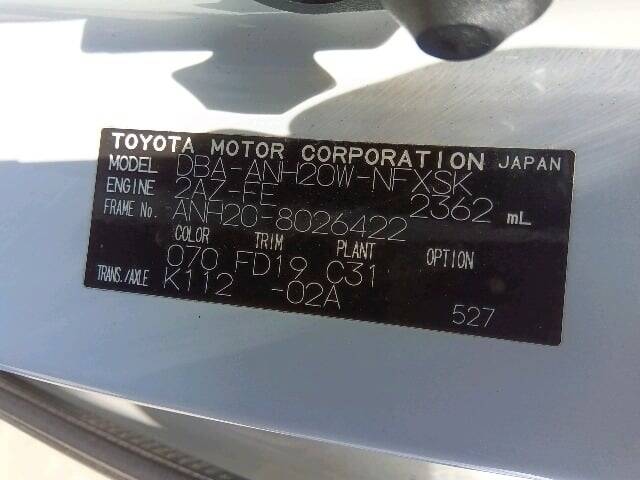 TOYOTA MOTOR CORPORATION JAPAN
MODEL DBA-ANH20W-NFXSK
ENGINE 2AZ-FE 2362 mL
FRAME No. ANH20-8026422
COLOR TRIM PLANT OPTION
070 FD19 C31
TRANS./AXLE K112 -02A
527